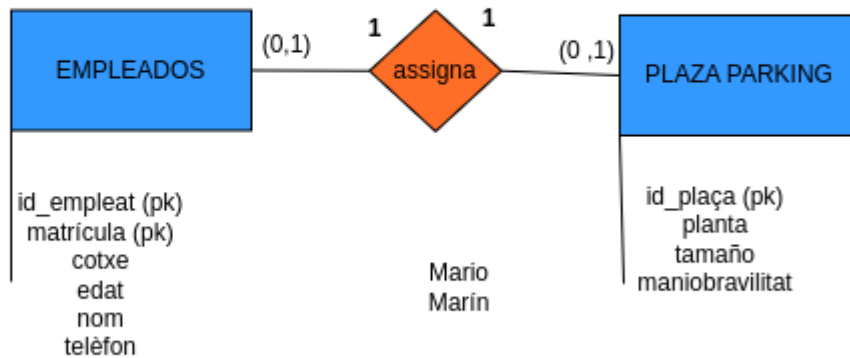 EMPLEADOS
(0,1)
1
assigna
1
(0 ,1)
PLAZA PARKING
id_empleat (pk)
matrícula (pk)
cotxe
edat
nom
telèfon
Mario
Marín
id_plaça (pk)
planta
tamaño
maniobravilitat